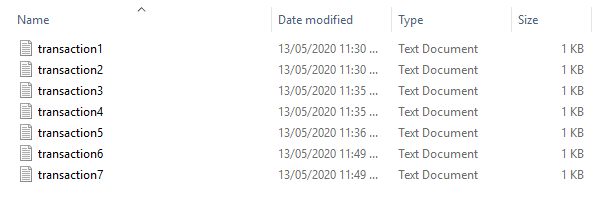 Name Date modified Type Size
transaction1 13/05/2020 11:30 ... Text Document 1 KB
transaction2 13/05/2020 11:30 ... Text Document 1 KB
transaction3 13/05/2020 11:35 ... Text Document 1 KB
transaction4 13/05/2020 11:35 ... Text Document 1 KB
transaction5 13/05/2020 11:36 ... Text Document 1 KB
transaction6 13/05/2020 11:49 ... Text Document 1 KB
transaction7 13/05/2020 11:49 ... Text Document 1 KB